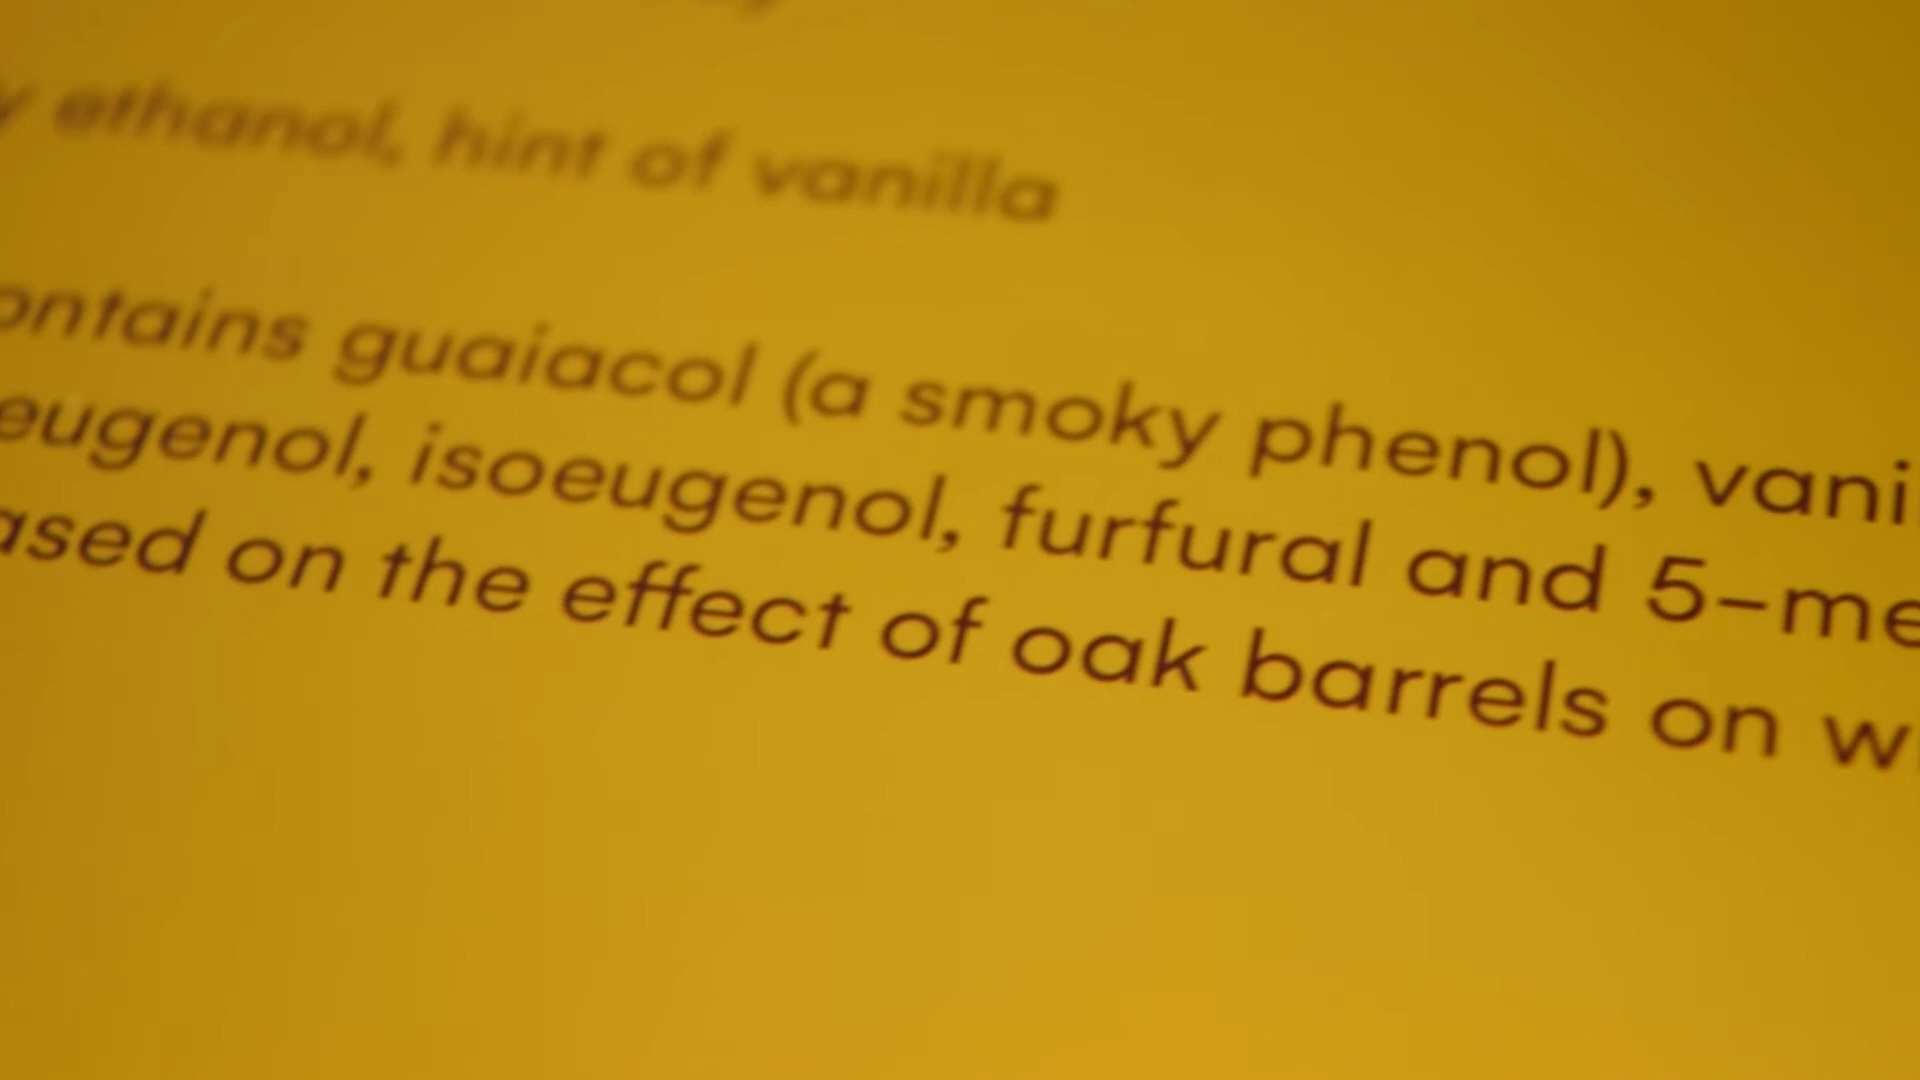 y ethanol, hint of vanilla
ontains guaiacol (a smoky phenol), vani
eugenol, isoeugenol, furfural and 5-me
ased on the effect of oak barrels on w